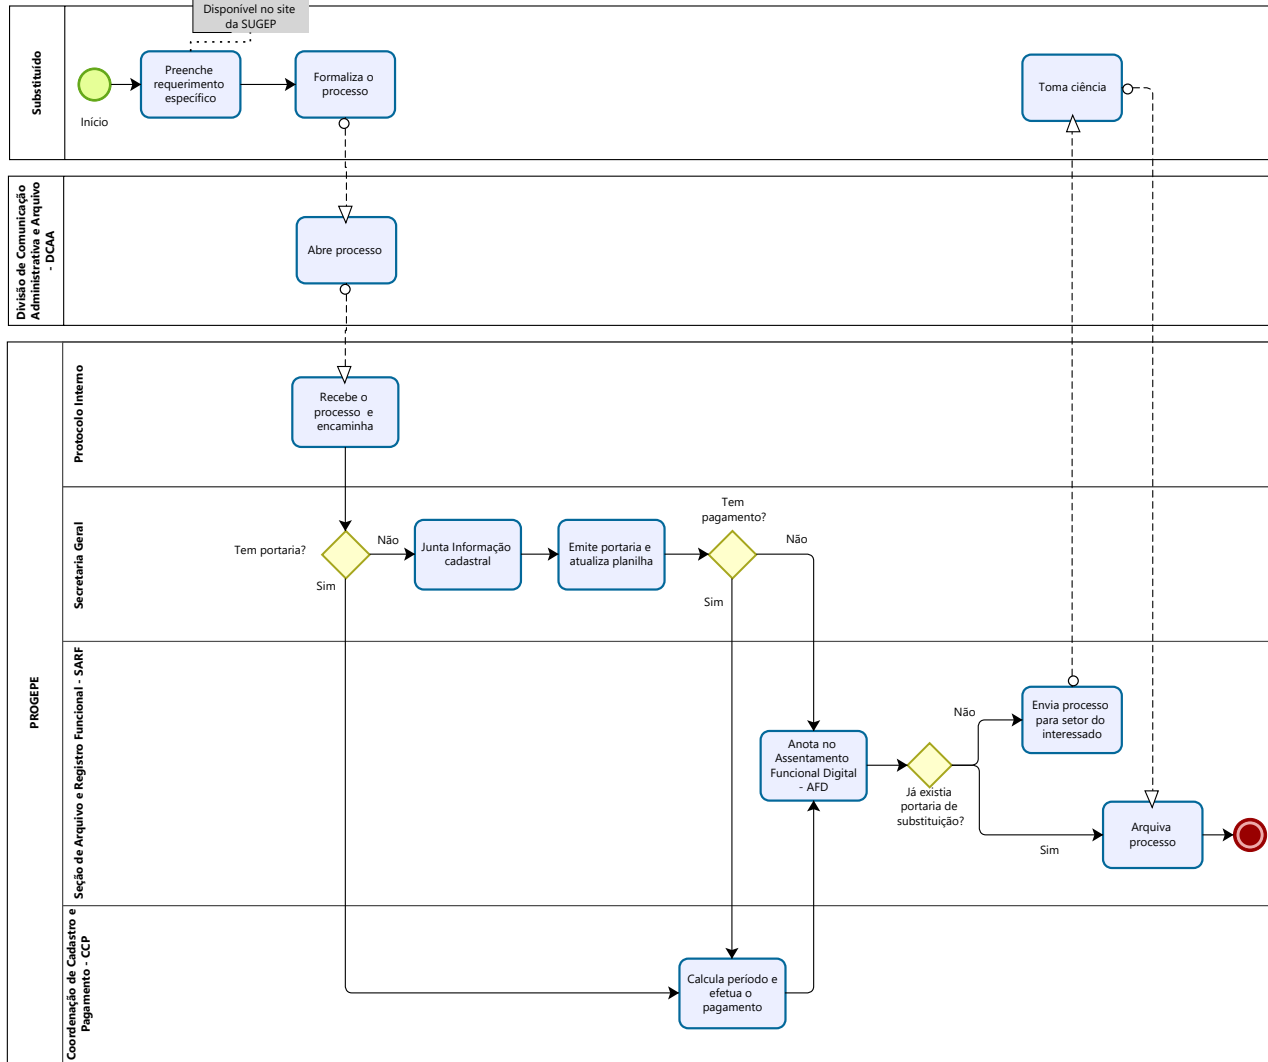 Disponível no site
da SUGEP
Substituído
Início
Preenche
requerimento
específico
Formaliza o
processo
Toma ciência
Divisão de Comunicação
Administrativa e Arquivo
- DCAA
Abre processo
PROGEPE
Protocolo Interno
Recebe o
processo e
encaminha
Secretaria Geral
Tem portaria?
Não
Sim
Junta Informação
cadastral
Emite portaria e
atualiza planilha
Tem
pagamento?
Não
Sim
Seção de Arquivo e Registro Funcional - SARF
Anota no
Assentamento
Funcional Digital
- AFD
Já existia
portaria de
substituição?
Não
Sim
Envia processo
para setor do
interessado
Arquiva
processo
Coordenação de Cadastro e
Pagamento - CCP
Calcula período e
efetua o
pagamento